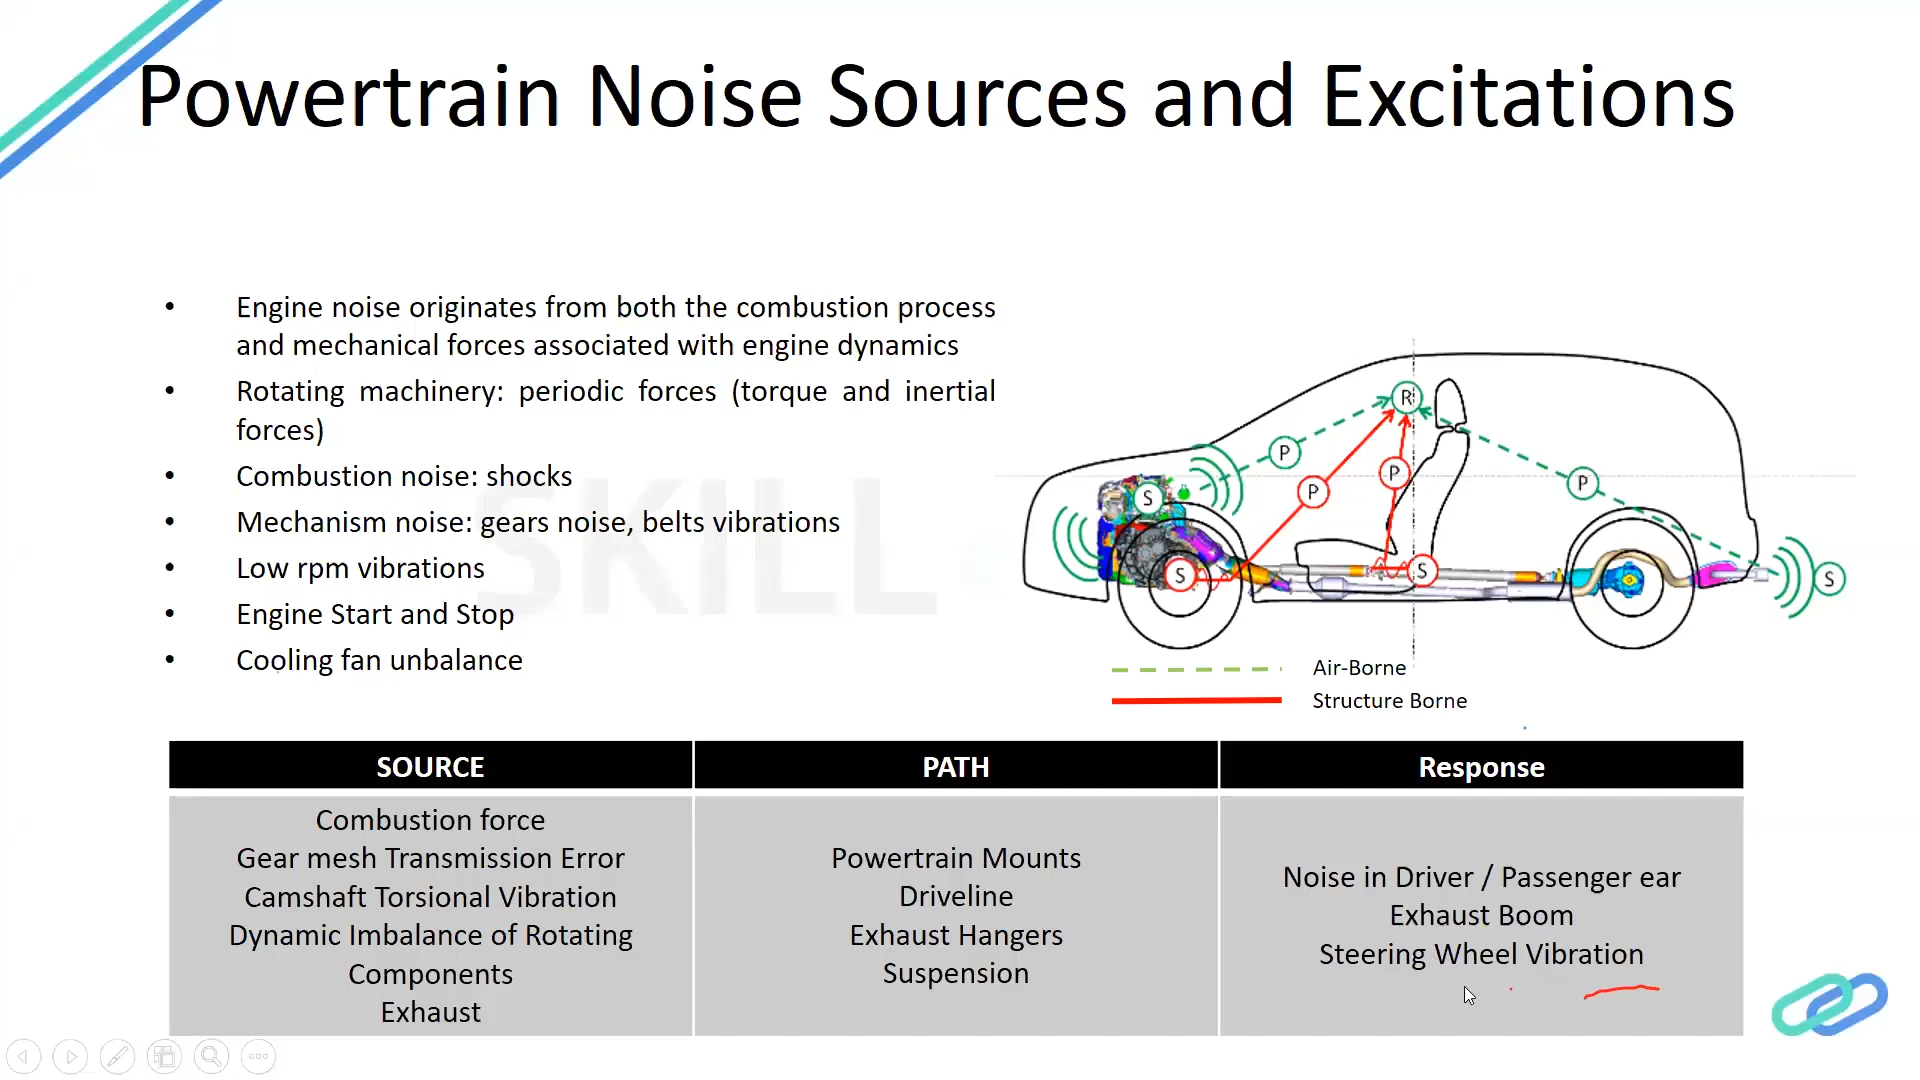 Powertrain Noise Sources and Excitations
• Engine noise originates from both the combustion process
and mechanical forces associated with engine dynamics
• Rotating machinery: periodic forces (torque and inertial
forces)
• Combustion noise: shocks
• Mechanism noise: gears noise, belts vibrations
• Low rpm vibrations
• Engine Start and Stop
• Cooling fan unbalance
SKILL
R
P
P
P
P
S
S
S
S
Air-Borne
Structure Borne
SOURCE
Combustion force
Gear mesh Transmission Error
Camshaft Torsional Vibration
Dynamic Imbalance of Rotating
Components
Exhaust
PATH
Powertrain Mounts
Driveline
Exhaust Hangers
Suspension
Response
Noise in Driver / Passenger ear
Exhaust Boom
Steering Wheel Vibration